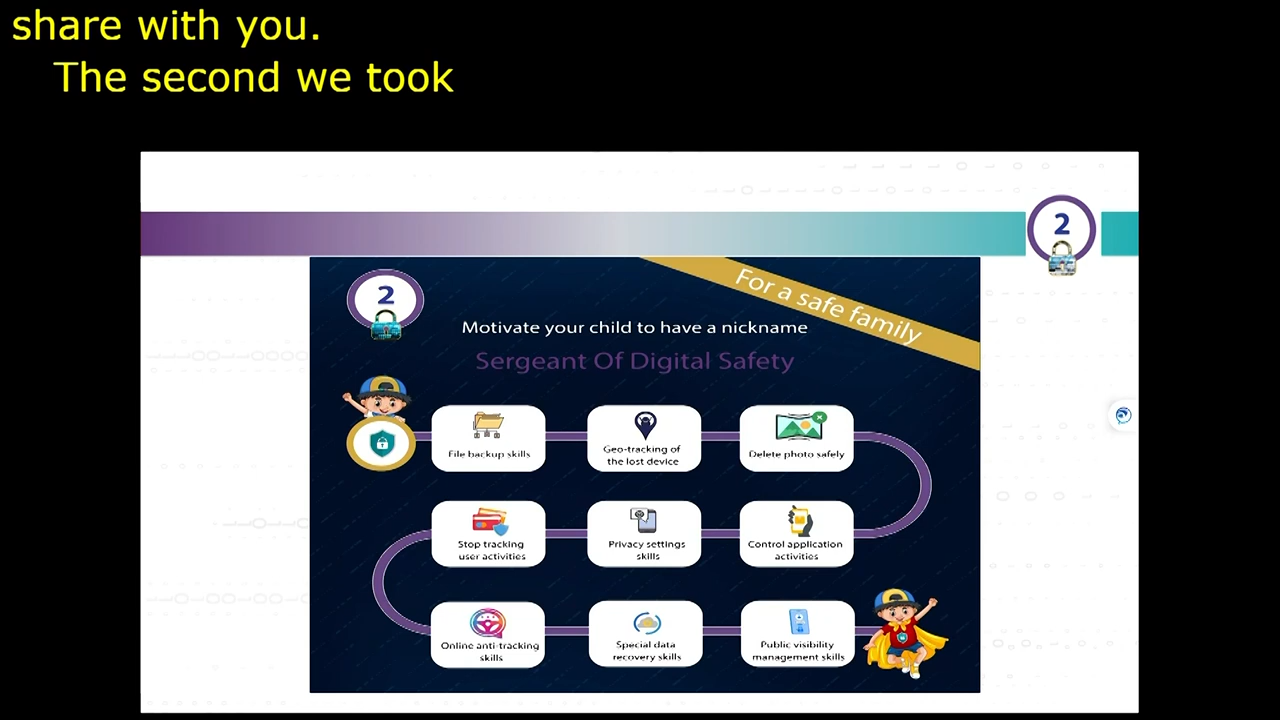 share with you.
The second we took
2
2
For a safe family
Motivate your child to have a nickname
Sergeant Of Digital Safety
File backup skills
Geo-tracking of
the lost device
Delete photo safely
Stop tracking
user activities
Privacy settings
skills
Control application
activities
Online anti-tracking
skills
Special data
recovery skills
Public visibility
management skills